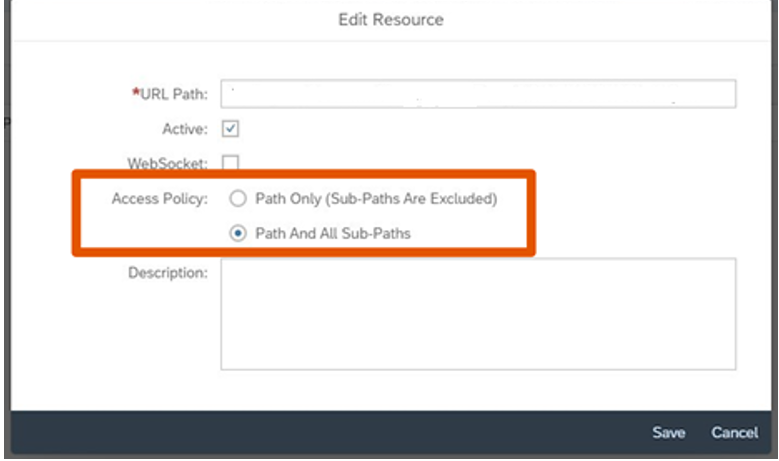 Edit Resource
*URL Path:
Active:
WebSocket:
Access Policy: Path Only (Sub-Paths Are Excluded)
Path And All Sub-Paths
Description:
Save Cancel